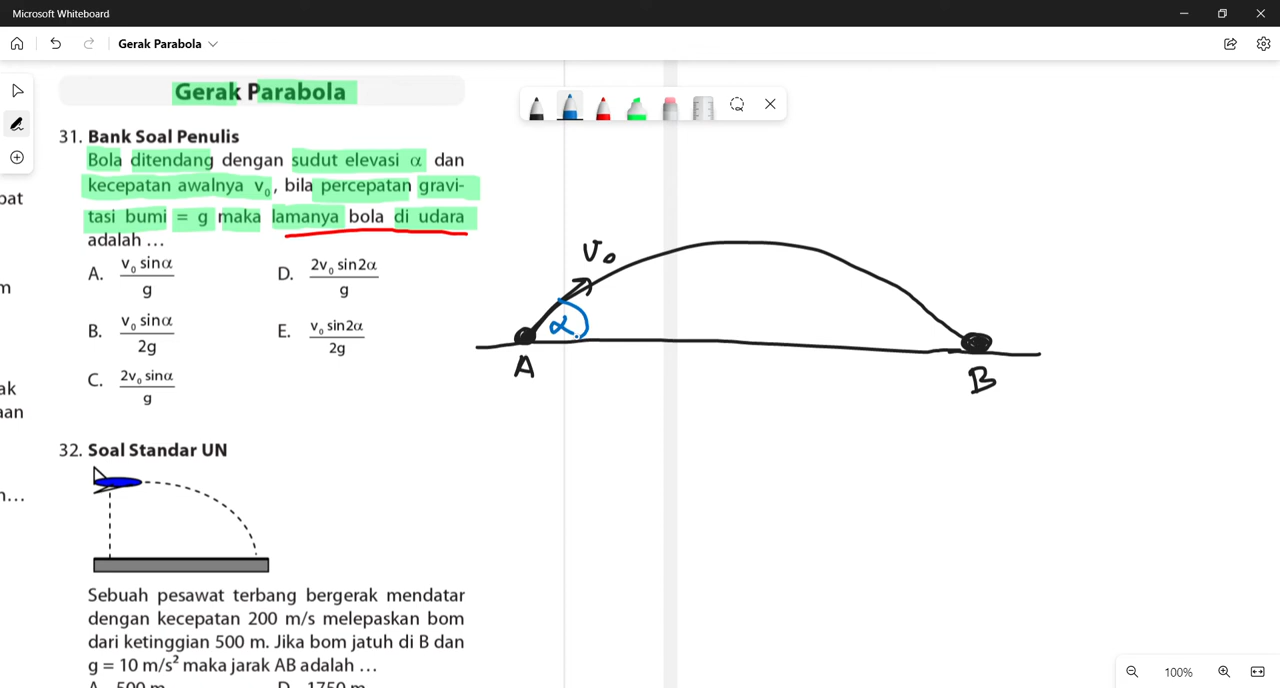 Microsoft Whiteboard
Gerak Parabola
Gerak Parabola
31. Bank Soal Penulis
Bola ditendang dengan sudut elevasi α dan
kecepatan awalnya v₀, bila percepatan gravi-
tasi bumi = g maka lamanya bola di udara
adalah ...
A. v₀ sinα / g
D. 2v₀ sin2α / g
B. v₀ sinα / 2g
E. v₀ sin2α / 2g
C. 2v₀ sinα / g
32. Soal Standar UN
Sebuah pesawat terbang bergerak mendatar
dengan kecepatan 200 m/s melepaskan bom
dari ketinggian 500 m. Jika bom jatuh di B dan
g = 10 m/s² maka jarak AB adalah ...
A. 500 m
D. 1750 m
V₀
α
A
B
100%